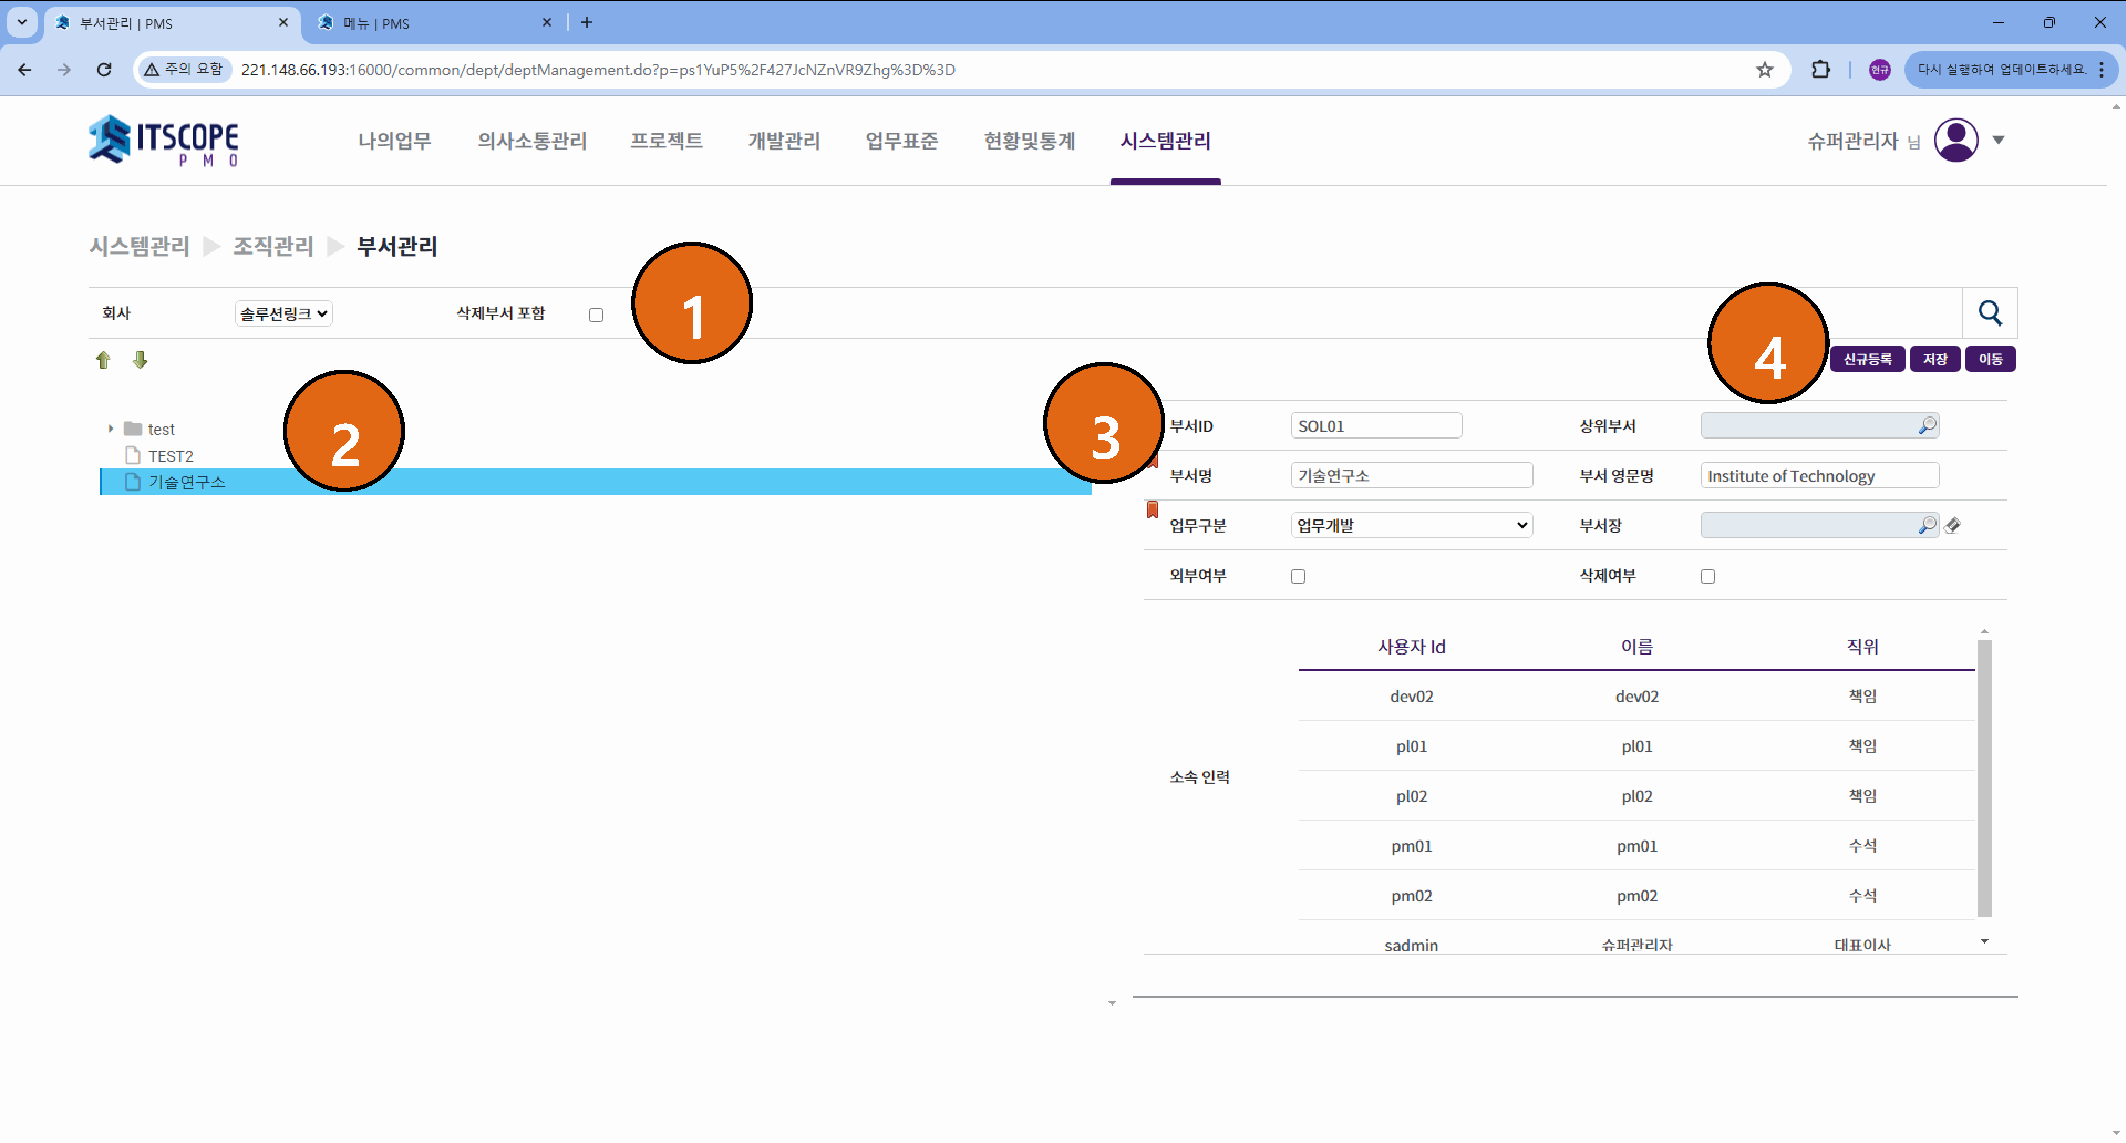 부서관리 | PMS
메뉴 | PMS
주의 요함
221.148.66.193:16000/common/dept/deptManagement.do?p=ps1YuP5%2F427JcNZnVR9Zhg%3D%3D
현규
다시 실행하여 업데이트하세요.
ITSCOPE
PMO
나의업무
의사소통관리
프로젝트
개발관리
업무표준
현황및통계
시스템관리
슈퍼관리자 님
시스템관리 조직관리 부서관리
회사
솔루션링크
삭제부서 포함
1
4
신규등록
저장
이동
2
test
TEST2
기술연구소
3
부서ID
SOL01
상위부서
부서명
기술연구소
부서 영문명
Institute of Technology
업무구분
업무개발
부서장
외부여부
삭제여부
소속 인력
사용자 Id 이름 직위
dev02 dev02 책임
pl01 pl01 책임
pl02 pl02 책임
pm01 pm01 수석
pm02 pm02 수석
sadmin 슈퍼관리자 대표이사